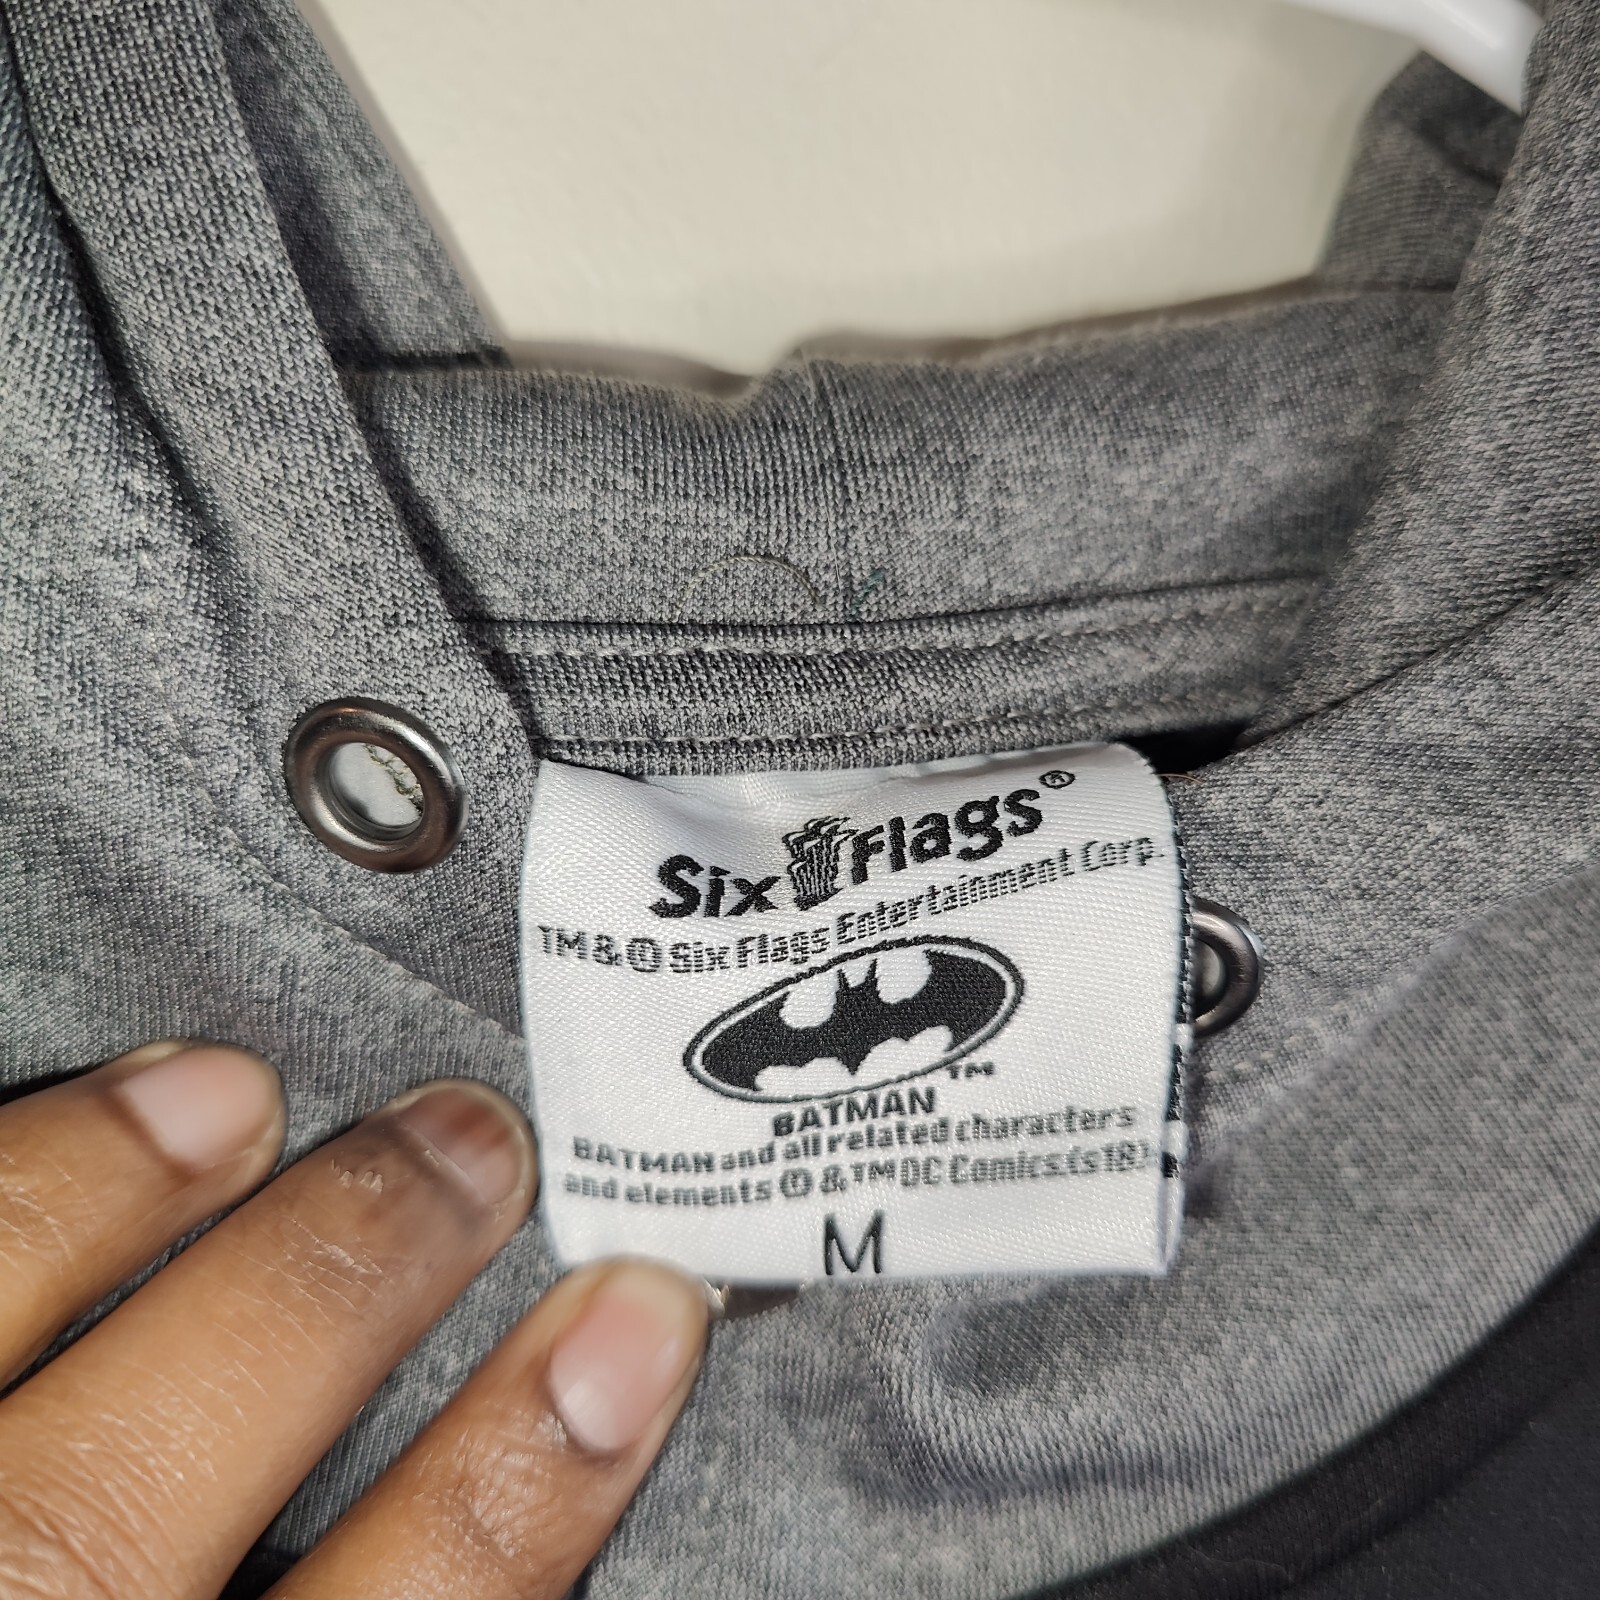 Six Flags®
TM & © Six Flags Entertainment Corp.
TM
BATMAN
BATMAN and all related characters
and elements © & TM DC Comics. (s18)
M